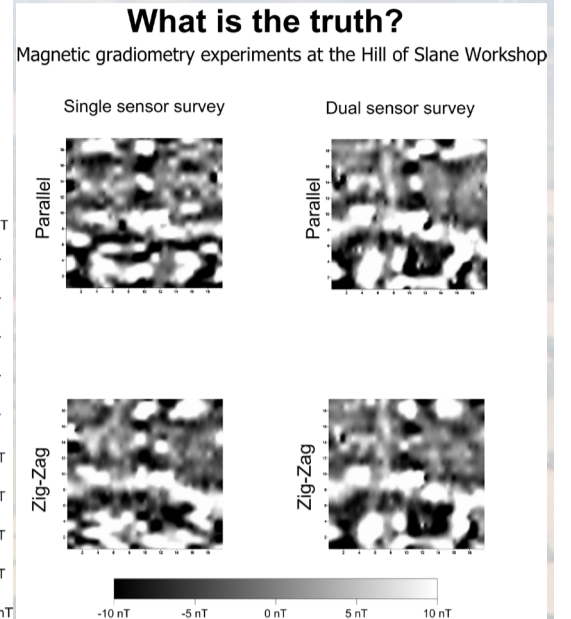 What is the truth?
Magnetic gradiometry experiments at the Hill of Slane Workshop
Single sensor survey
Dual sensor survey
Parallel
Parallel
Zig-Zag
Zig-Zag
-10 nT
-5 nT
0 nT
5 nT
10 nT